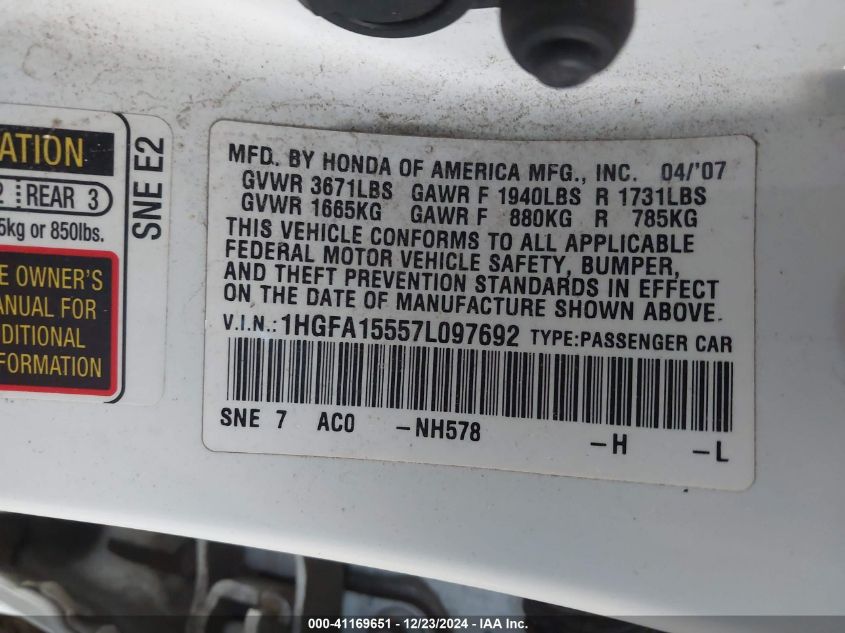 ATION
2 REAR 3
5kg or 850lbs.
E OWNER'S
ANUAL FOR
DITIONAL
FORMATION
SNE E2
MFD. BY HONDA OF AMERICA MFG., INC. 04/'07
GVWR 3671LBS GAWR F 1940LBS R 1731LBS
GVWR 1665KG GAWR F 880KG R 785KG
THIS VEHICLE CONFORMS TO ALL APPLICABLE
FEDERAL MOTOR VEHICLE SAFETY, BUMPER,
AND THEFT PREVENTION STANDARDS IN EFFECT
ON THE DATE OF MANUFACTURE SHOWN ABOVE.
V.I.N.: 1HGFA15557L097692 TYPE:PASSENGER CAR
SNE 7 AC0 -NH578 -H -L
000-41169651 - 12/23/2024 - IAA Inc.